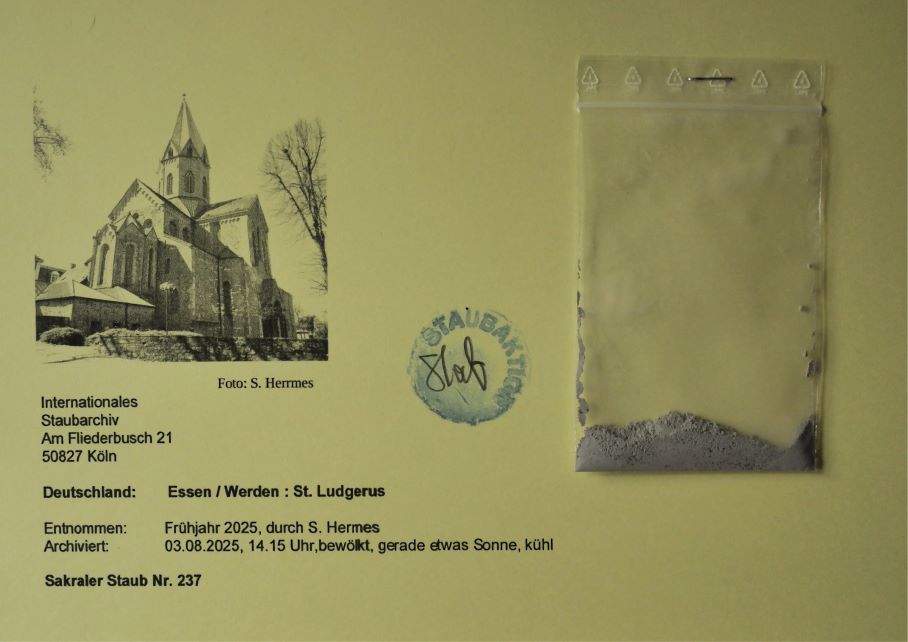 Foto: S. Herrmes
STAUBAKTION
Internationales
Staubarchiv
Am Fliederbusch 21
50827 Köln
Deutschland: Essen / Werden : St. Ludgerus
Entnommen: Frühjahr 2025, durch S. Hermes
Archiviert: 03.08.2025, 14.15 Uhr,bewölkt, gerade etwas Sonne, kühl
Sakraler Staub Nr. 237